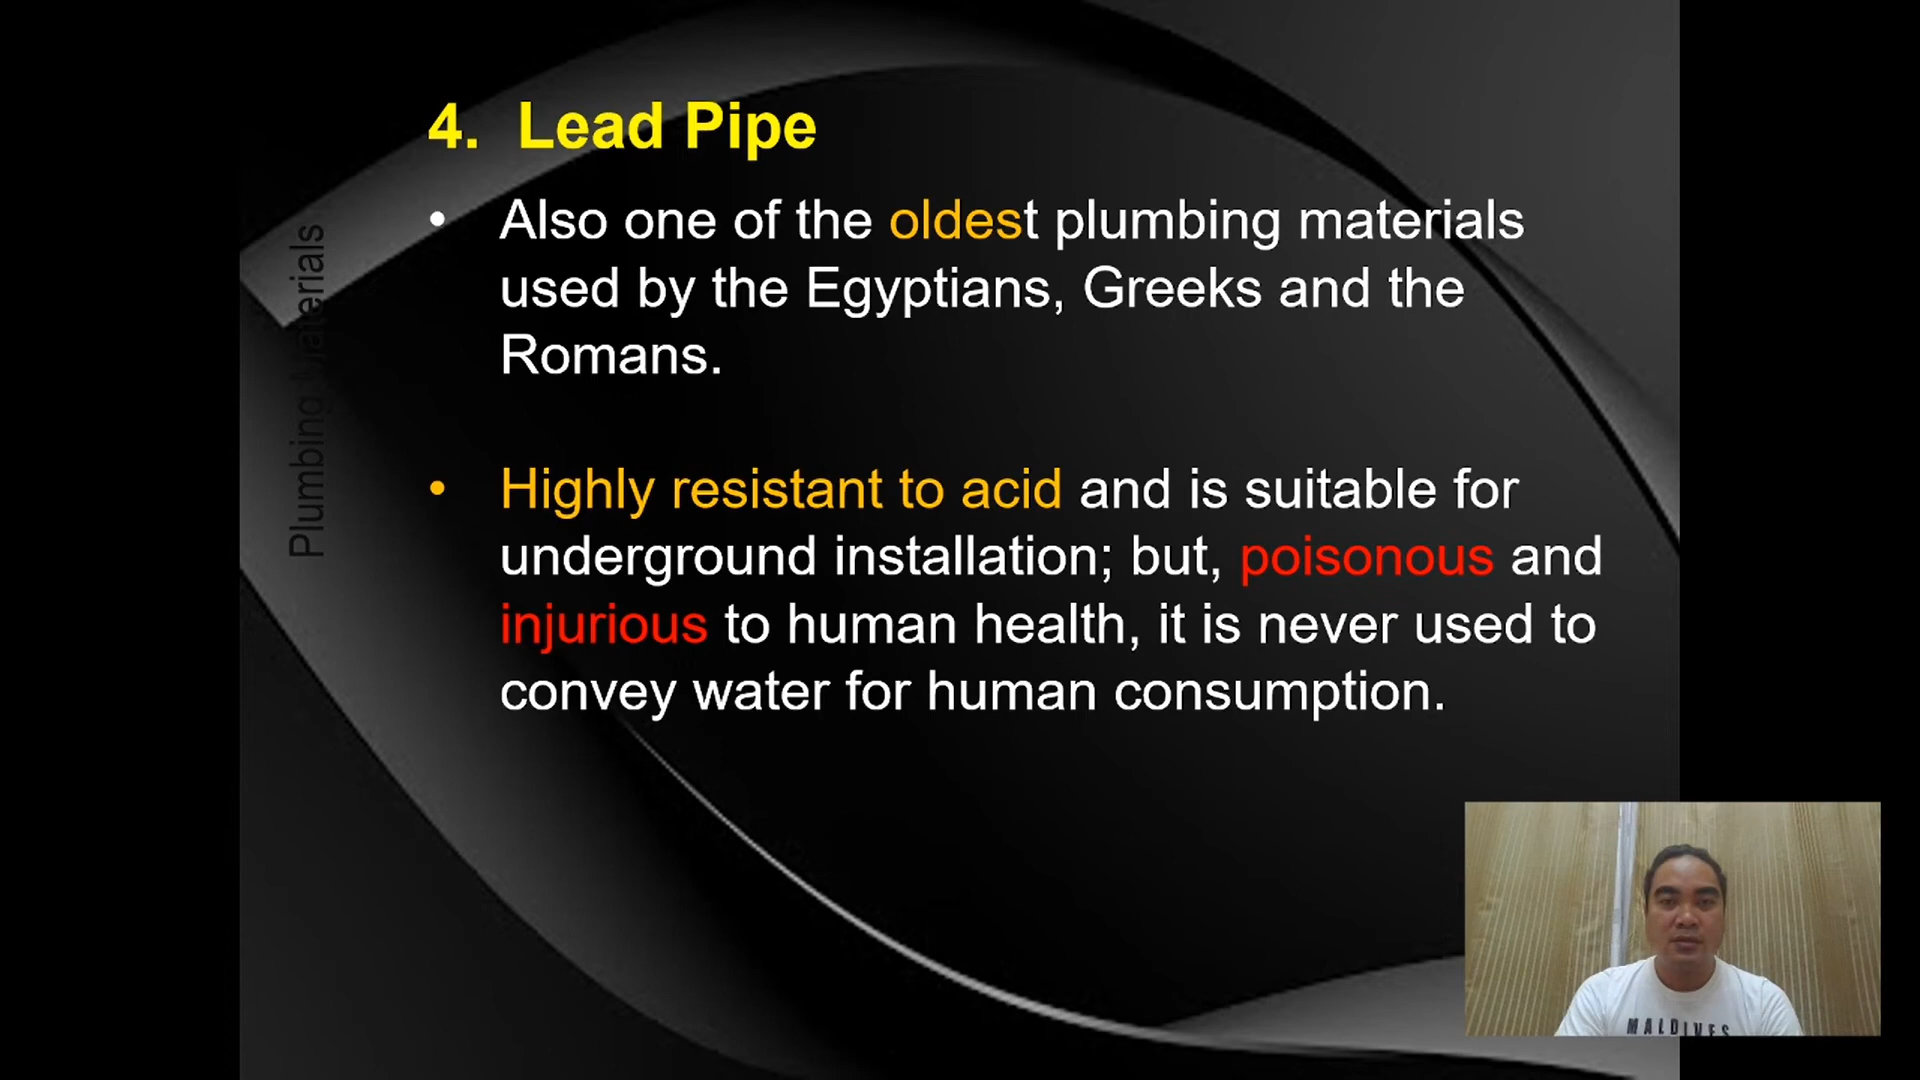 4. Lead Pipe
• Also one of the oldest plumbing materials
used by the Egyptians, Greeks and the
Romans.
• Highly resistant to acid and is suitable for
underground installation; but, poisonous and
injurious to human health, it is never used to
convey water for human consumption.
Plumbing Materials
MALDIVES